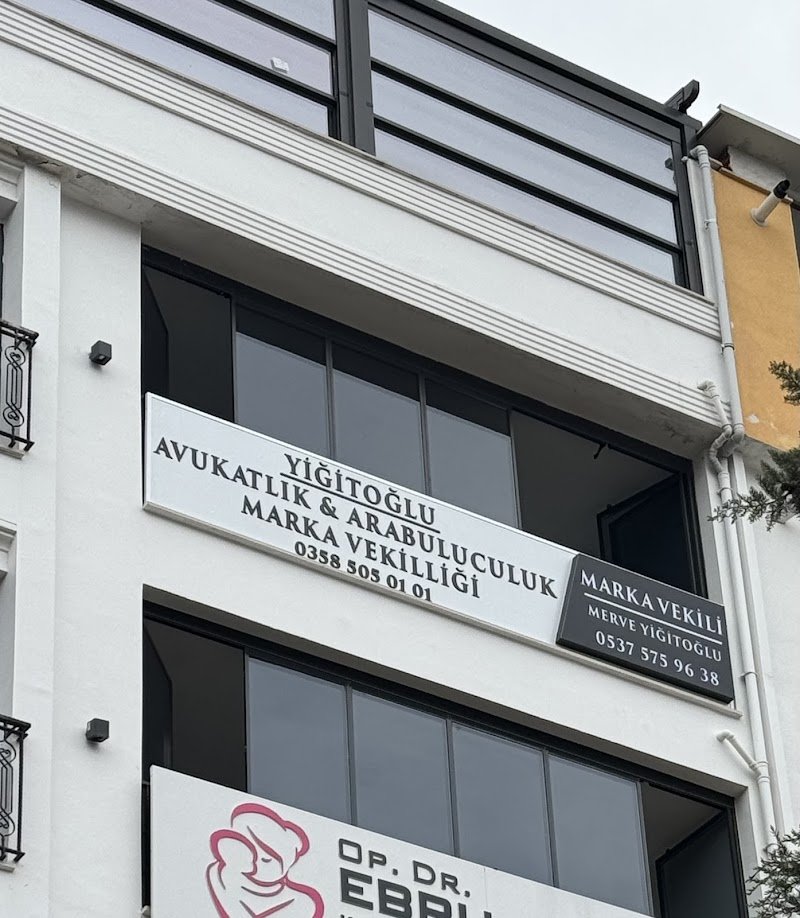 YİĞİTOĞLU
AVUKATLIK & ARABULUCULUK
MARKA VEKİLLİĞİ
0358 505 01 01
MARKA VEKİLİ
MERVE YİĞİTOĞLU
0537 575 96 38
OP. DR.